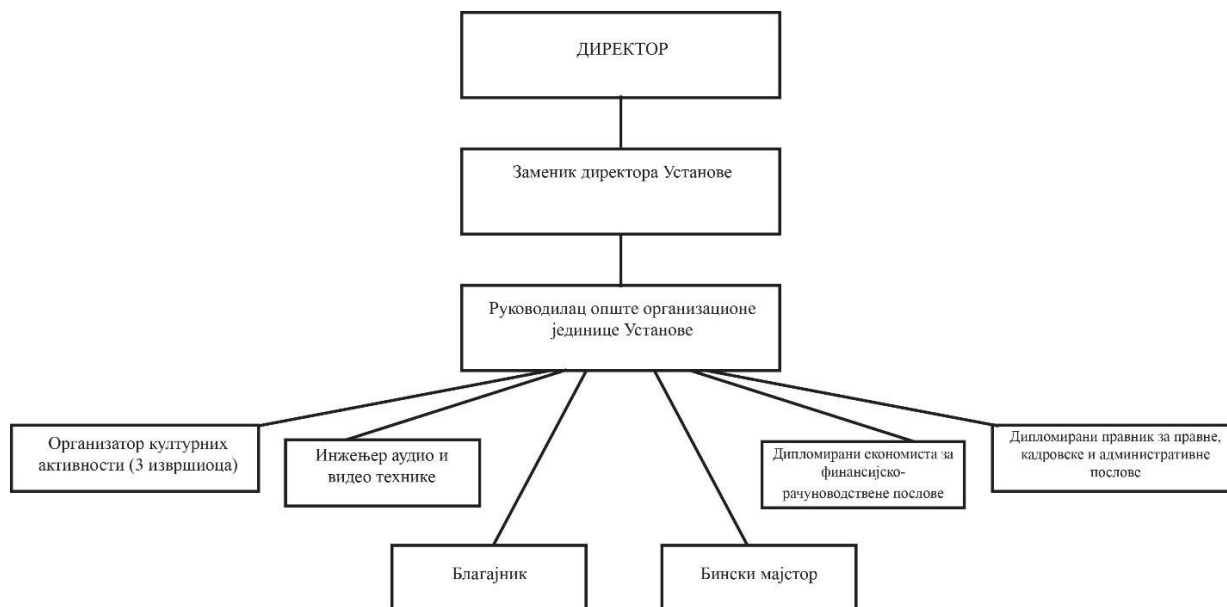 ДИРЕКТОР
Заменик директора Установе
Руководилац опште организационе
јединице Установе
Организатор културних
активности (3 извршиоца)
Инжењер аудио и
видео технике
Дипломирани економиста за
финансијско-
рачуноводствене послове
Дипломирани правник за правне,
кадровске и административне
послове
Благајник
Бински мајстор